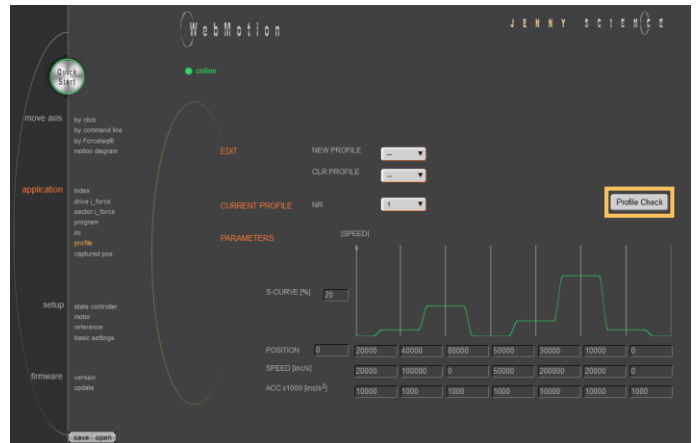 WebMotion
JENNY SCIENCE
Quick Start
online
move axis
by click
by command line
by ForceteqB
motion diagram
EDIT
NEW PROFILE
--
CLR PROFILE
--
application
index
drive i_force
sector i_force
program
i/o
profile
captured pos
CURRENT PROFILE NR 1
Profile Check
PARAMETERS
|SPEED|
S-CURVE [%] 20
setup
state controller
motor
reference
basic settings
POSITION 0 20000 40000 80000 50000 30000 10000 0
SPEED [inc/s] 20000 100000 0 50000 200000 20000 0
ACC x1000 [inc/s²] 10000 1000 1000 1000 10000 10000 1000
firmware
version
update
save open